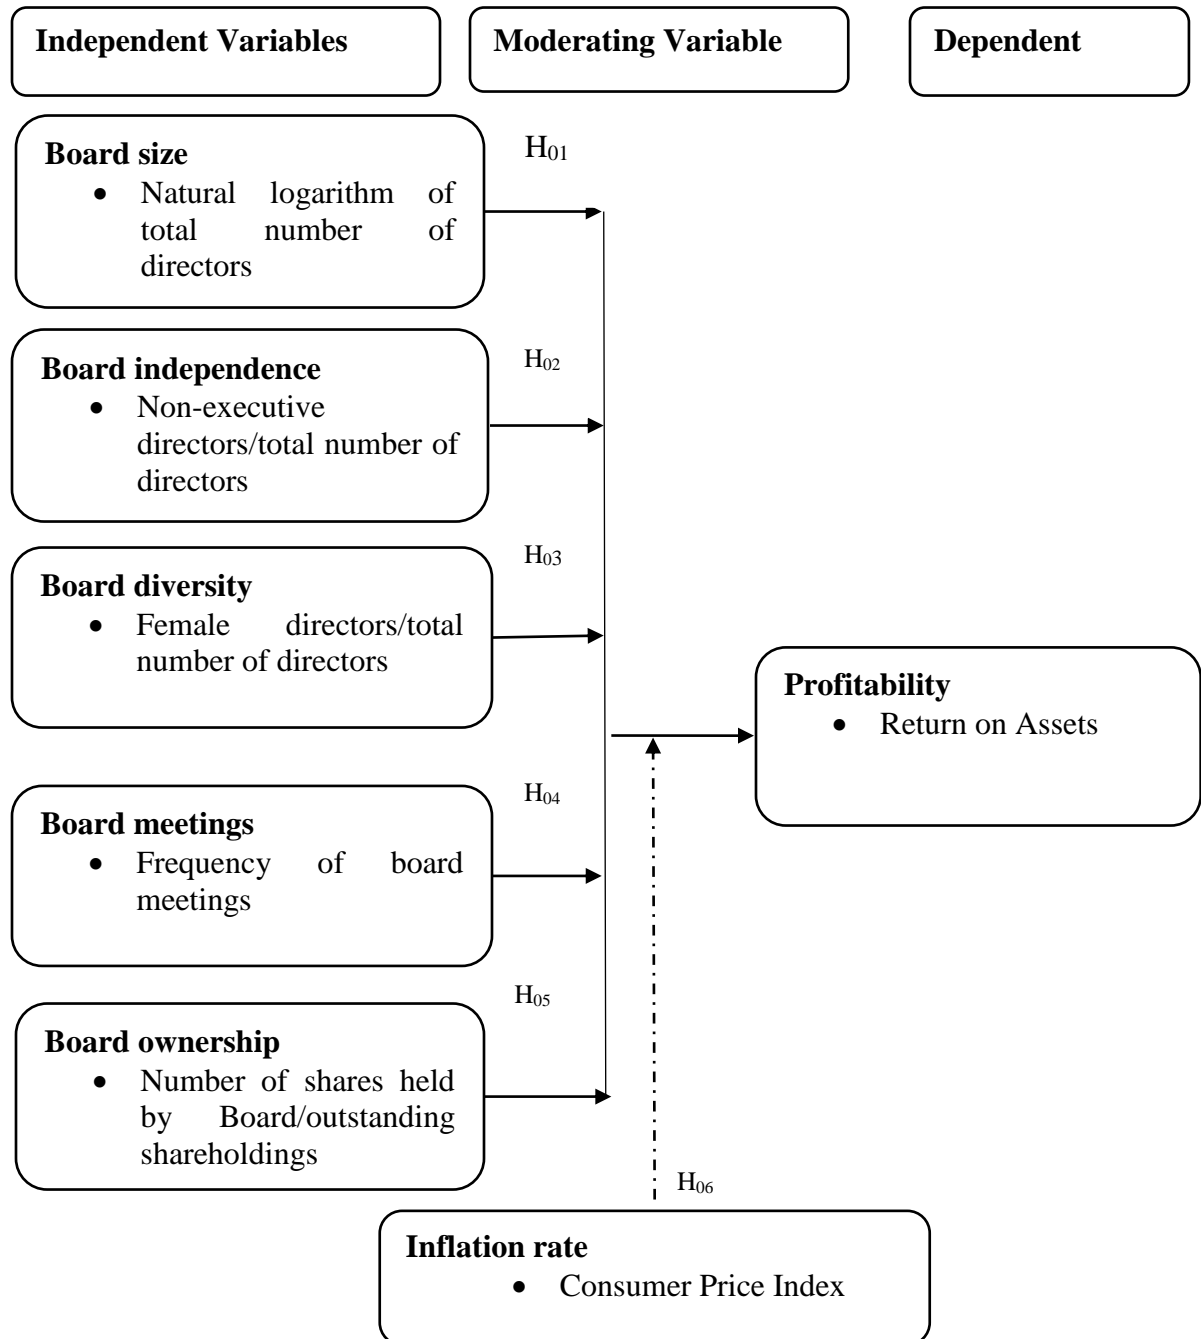 Independent Variables
Moderating Variable
Dependent
Board size
• Natural logarithm of
total number of
directors
H01
Board independence
• Non-executive
directors/total number of
directors
H02
Board diversity
• Female directors/total
number of directors
H03
Board meetings
• Frequency of board
meetings
H04
Board ownership
• Number of shares held
by Board/outstanding
shareholdings
H05
Profitability
• Return on Assets
H06
Inflation rate
• Consumer Price Index